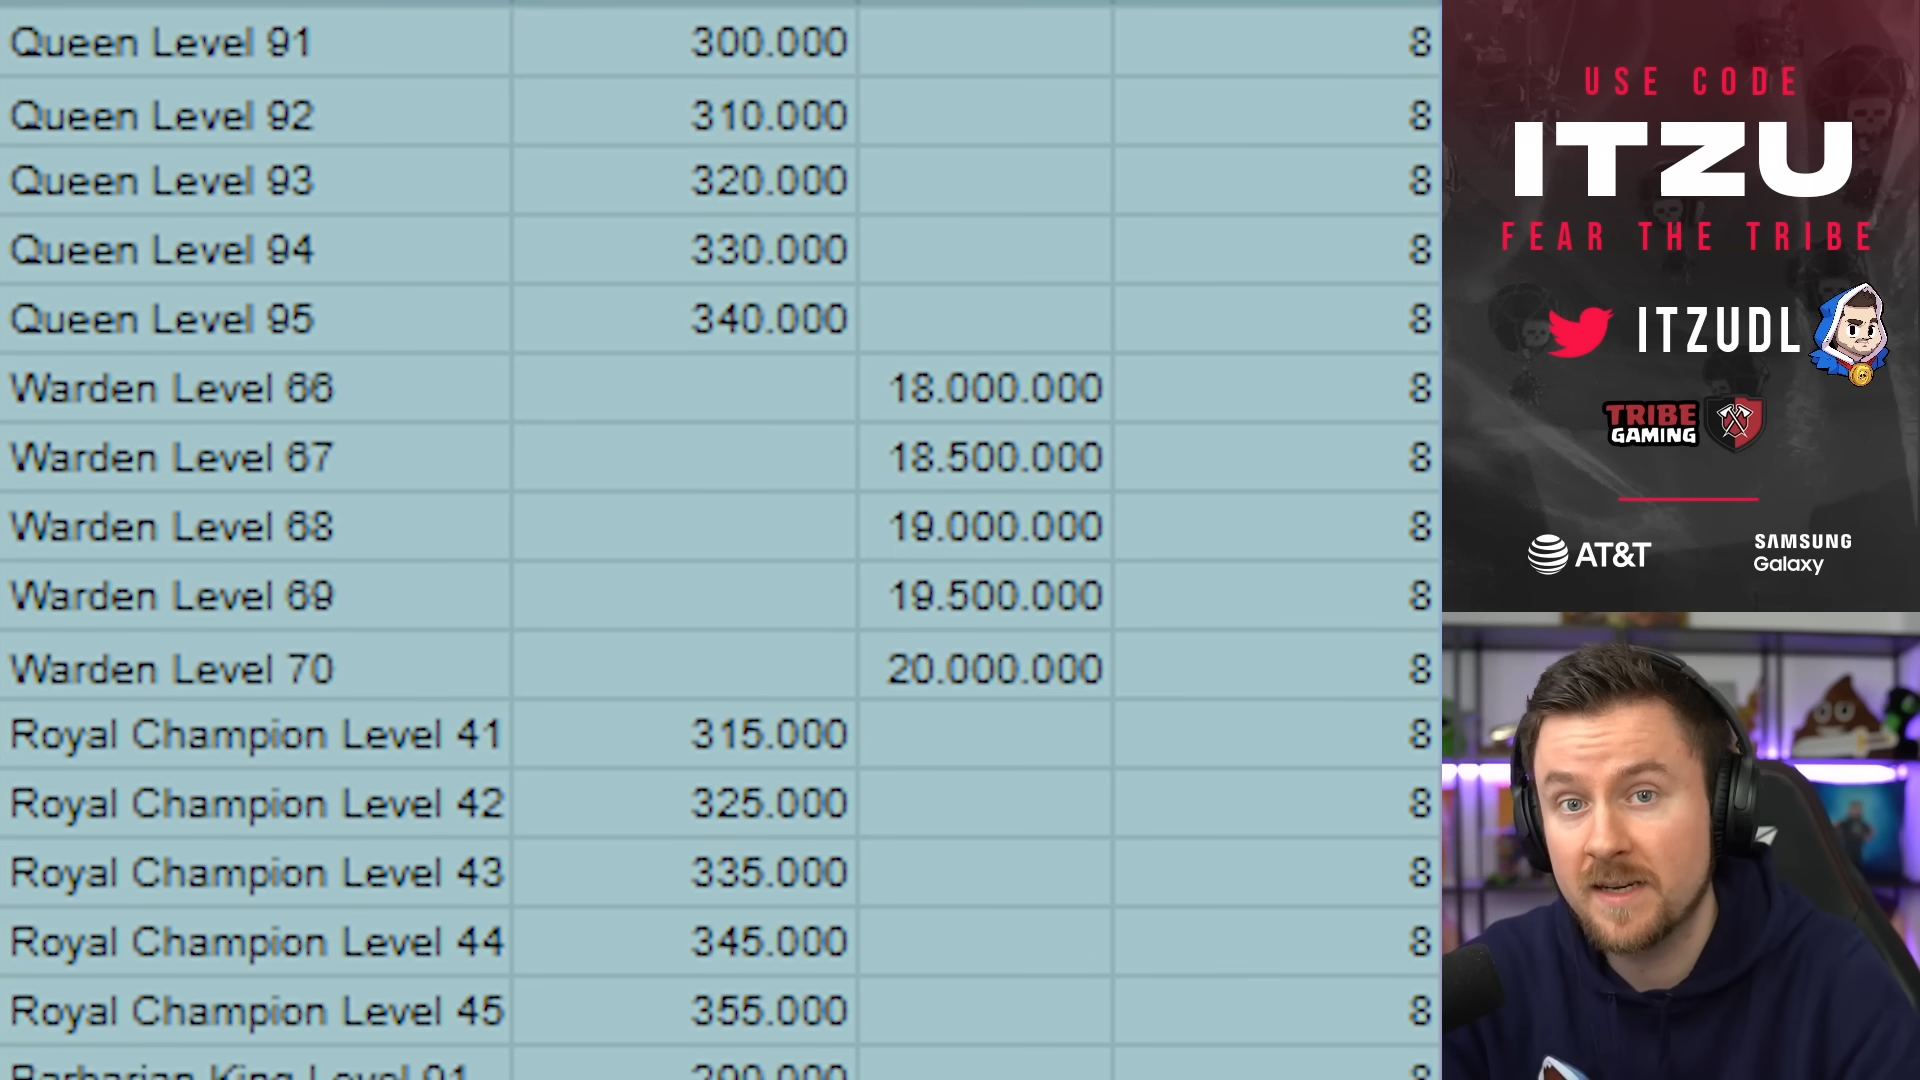 Queen Level 91 300.000 8
Queen Level 92 310.000 8
Queen Level 93 320.000 8
Queen Level 94 330.000 8
Queen Level 95 340.000 8
Warden Level 66 18.000.000 8
Warden Level 67 18.500.000 8
Warden Level 68 19.000.000 8
Warden Level 69 19.500.000 8
Warden Level 70 20.000.000 8
Royal Champion Level 41 315.000 8
Royal Champion Level 42 325.000 8
Royal Champion Level 43 335.000 8
Royal Champion Level 44 345.000 8
Royal Champion Level 45 355.000 8
Barbarian King Level 91
USE CODE
ITZU
FEAR THE TRIBE
ITZUDL
TRIBE
GAMING
AT&T
SAMSUNG
Galaxy